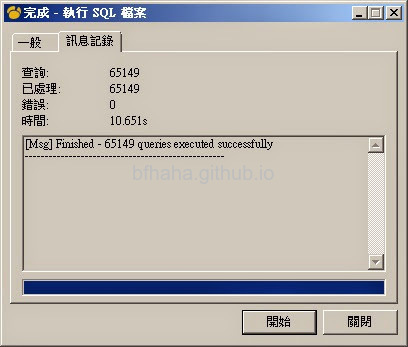 完成 - 執行 SQL 檔案
一般
訊息記錄
查詢: 65149
已處理: 65149
錯誤: 0
時間: 10.651s
[Msg] Finished - 65149 queries executed successfully
--------------------------------------------------
bfhaha.github.io
開始
關閉